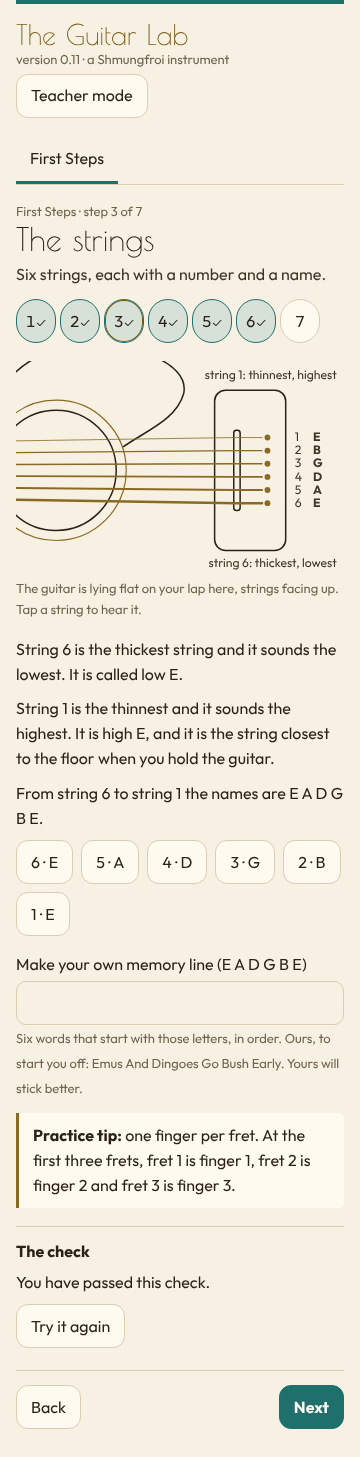 The Guitar Lab
version 0.11 · a Shmungfroi instrument
Teacher mode
First Steps
First Steps · step 3 of 7
The strings
Six strings, each with a number and a name.
1✓ 2✓ 3✓ 4✓ 5✓ 6✓ 7
string 1: thinnest, highest
1 E
2 B
3 G
4 D
5 A
6 E
string 6: thickest, lowest
The guitar is lying flat on your lap here, strings facing up.
Tap a string to hear it.
String 6 is the thickest string and it sounds the
lowest. It is called low E.
String 1 is the thinnest and it sounds the
highest. It is high E, and it is the string closest
to the floor when you hold the guitar.
From string 6 to string 1 the names are E A D G
B E.
6 · E 5 · A 4 · D 3 · G 2 · B
1 · E
Make your own memory line (E A D G B E)
Six words that start with those letters, in order. Ours, to
start you off: Emus And Dingoes Go Bush Early. Yours will
stick better.
Practice tip: one finger per fret. At the
first three frets, fret 1 is finger 1, fret 2 is
finger 2 and fret 3 is finger 3.
The check
You have passed this check.
Try it again
Back Next